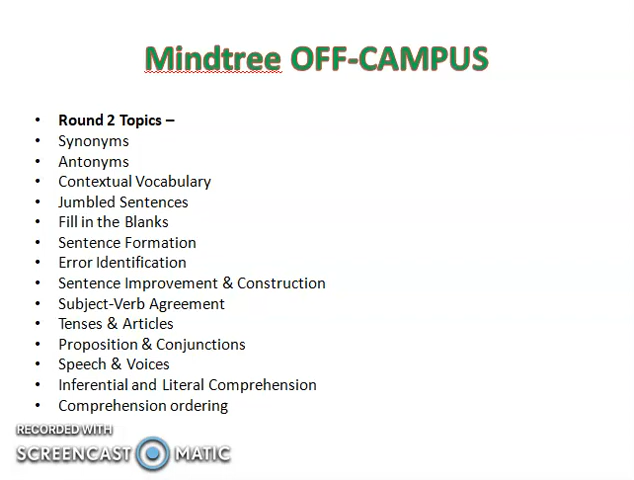 Mindtree OFF-CAMPUS
• Round 2 Topics –
• Synonyms
• Antonyms
• Contextual Vocabulary
• Jumbled Sentences
• Fill in the Blanks
• Sentence Formation
• Error Identification
• Sentence Improvement & Construction
• Subject-Verb Agreement
• Tenses & Articles
• Proposition & Conjunctions
• Speech & Voices
• Inferential and Literal Comprehension
• Comprehension ordering
RECORDED WITH
SCREENCAST MATIC